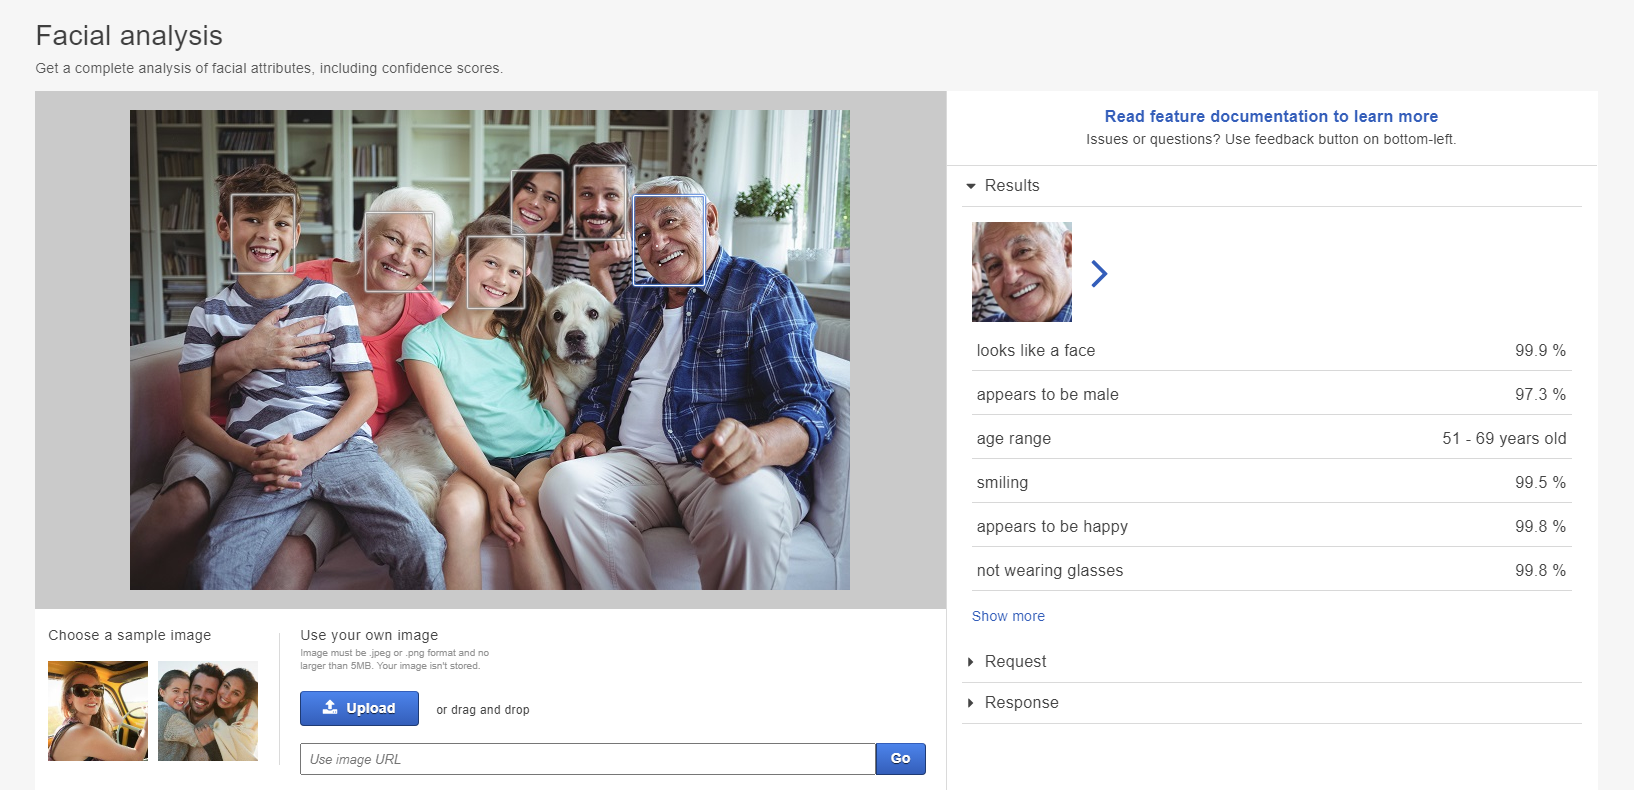 Facial analysis
Get a complete analysis of facial attributes, including confidence scores.
Read feature documentation to learn more
Issues or questions? Use feedback button on bottom-left.
Results
looks like a face 99.9 %
appears to be male 97.3 %
age range 51 - 69 years old
smiling 99.5 %
appears to be happy 99.8 %
not wearing glasses 99.8 %
Show more
Request
Response
Choose a sample image
Use your own image
Image must be .jpeg or .png format and no
larger than 5MB. Your image isn't stored.
Upload or drag and drop
Use image URL Go